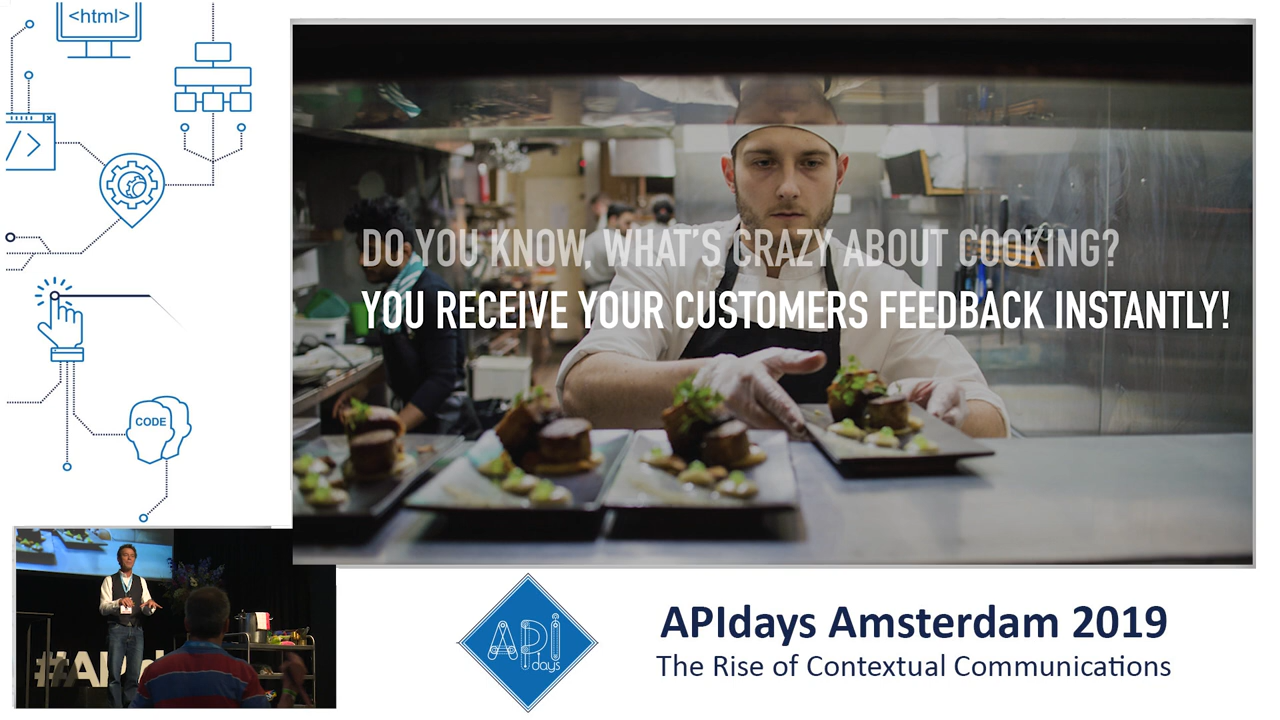 <html>
</>
CODE
DO YOU KNOW, WHAT'S CRAZY ABOUT COOKING?
YOU RECEIVE YOUR CUSTOMERS FEEDBACK INSTANTLY!
API
days
APIdays Amsterdam 2019
The Rise of Contextual Communications